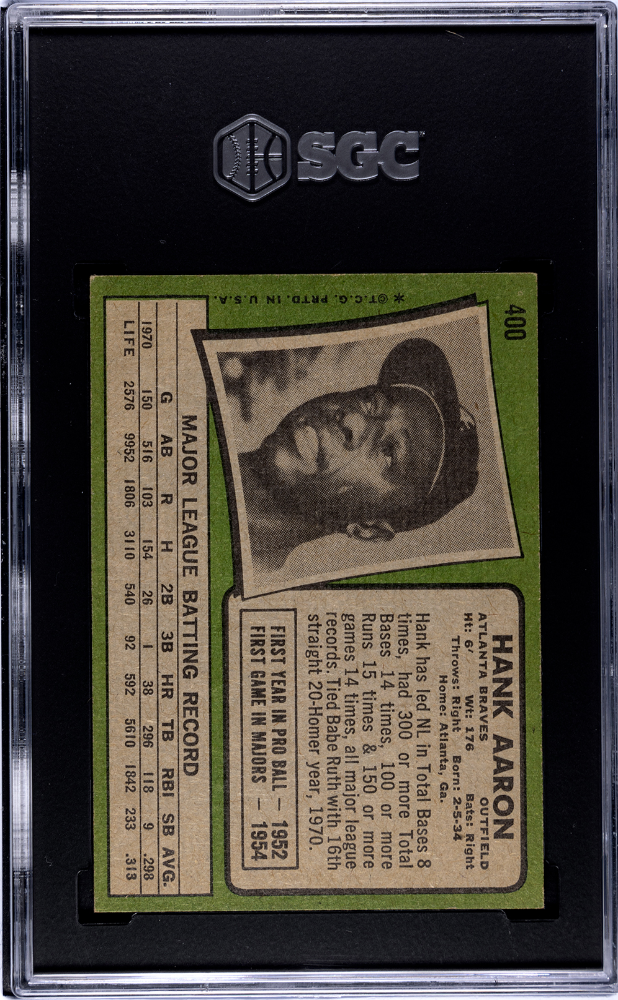 SGC
400
HANK AARON
ATLANTA BRAVES OUTFIELD
Ht: 6' Wt: 176 Bats: Right
Throws: Right Born: 2-5-34
Home: Atlanta, Ga.
Hank has led NL in Total Bases 8
times, had 300 or more Total
Bases 14 times, 100 or more
Runs 15 times & 150 or more
games 14 times, all major league
records. Tied Babe Ruth with 16th
straight 20-Homer year, 1970.
FIRST YEAR IN PRO BALL — 1952
FIRST GAME IN MAJORS — 1954
MAJOR LEAGUE BATTING RECORD
G AB R H 2B 3B HR TB RBI SB AVG.
1970 150 516 103 154 26 1 38 296 118 9 .298
LIFE 2576 9952 1806 3110 540 92 592 5610 1842 233 .313
* © T.C.G. PRTD. IN U.S.A.